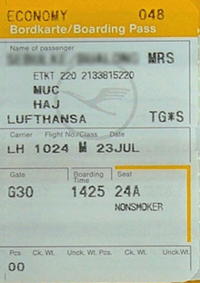 ECONOMY 048
Bordkarte/Boarding Pass
Name of passenger
MRS
ETKT 220 2133815220
MUC
HAJ
LUFTHANSA TG*S
Carrier Flight No./Class Date
LH 1024 M 23JUL
Gate Boarding Time Seat
G30 1425 24A
NONSMOKER
Pcs Ck. Wt. Unck. Wt. Pcs. Ck. Wt. Unck.Wt.
00